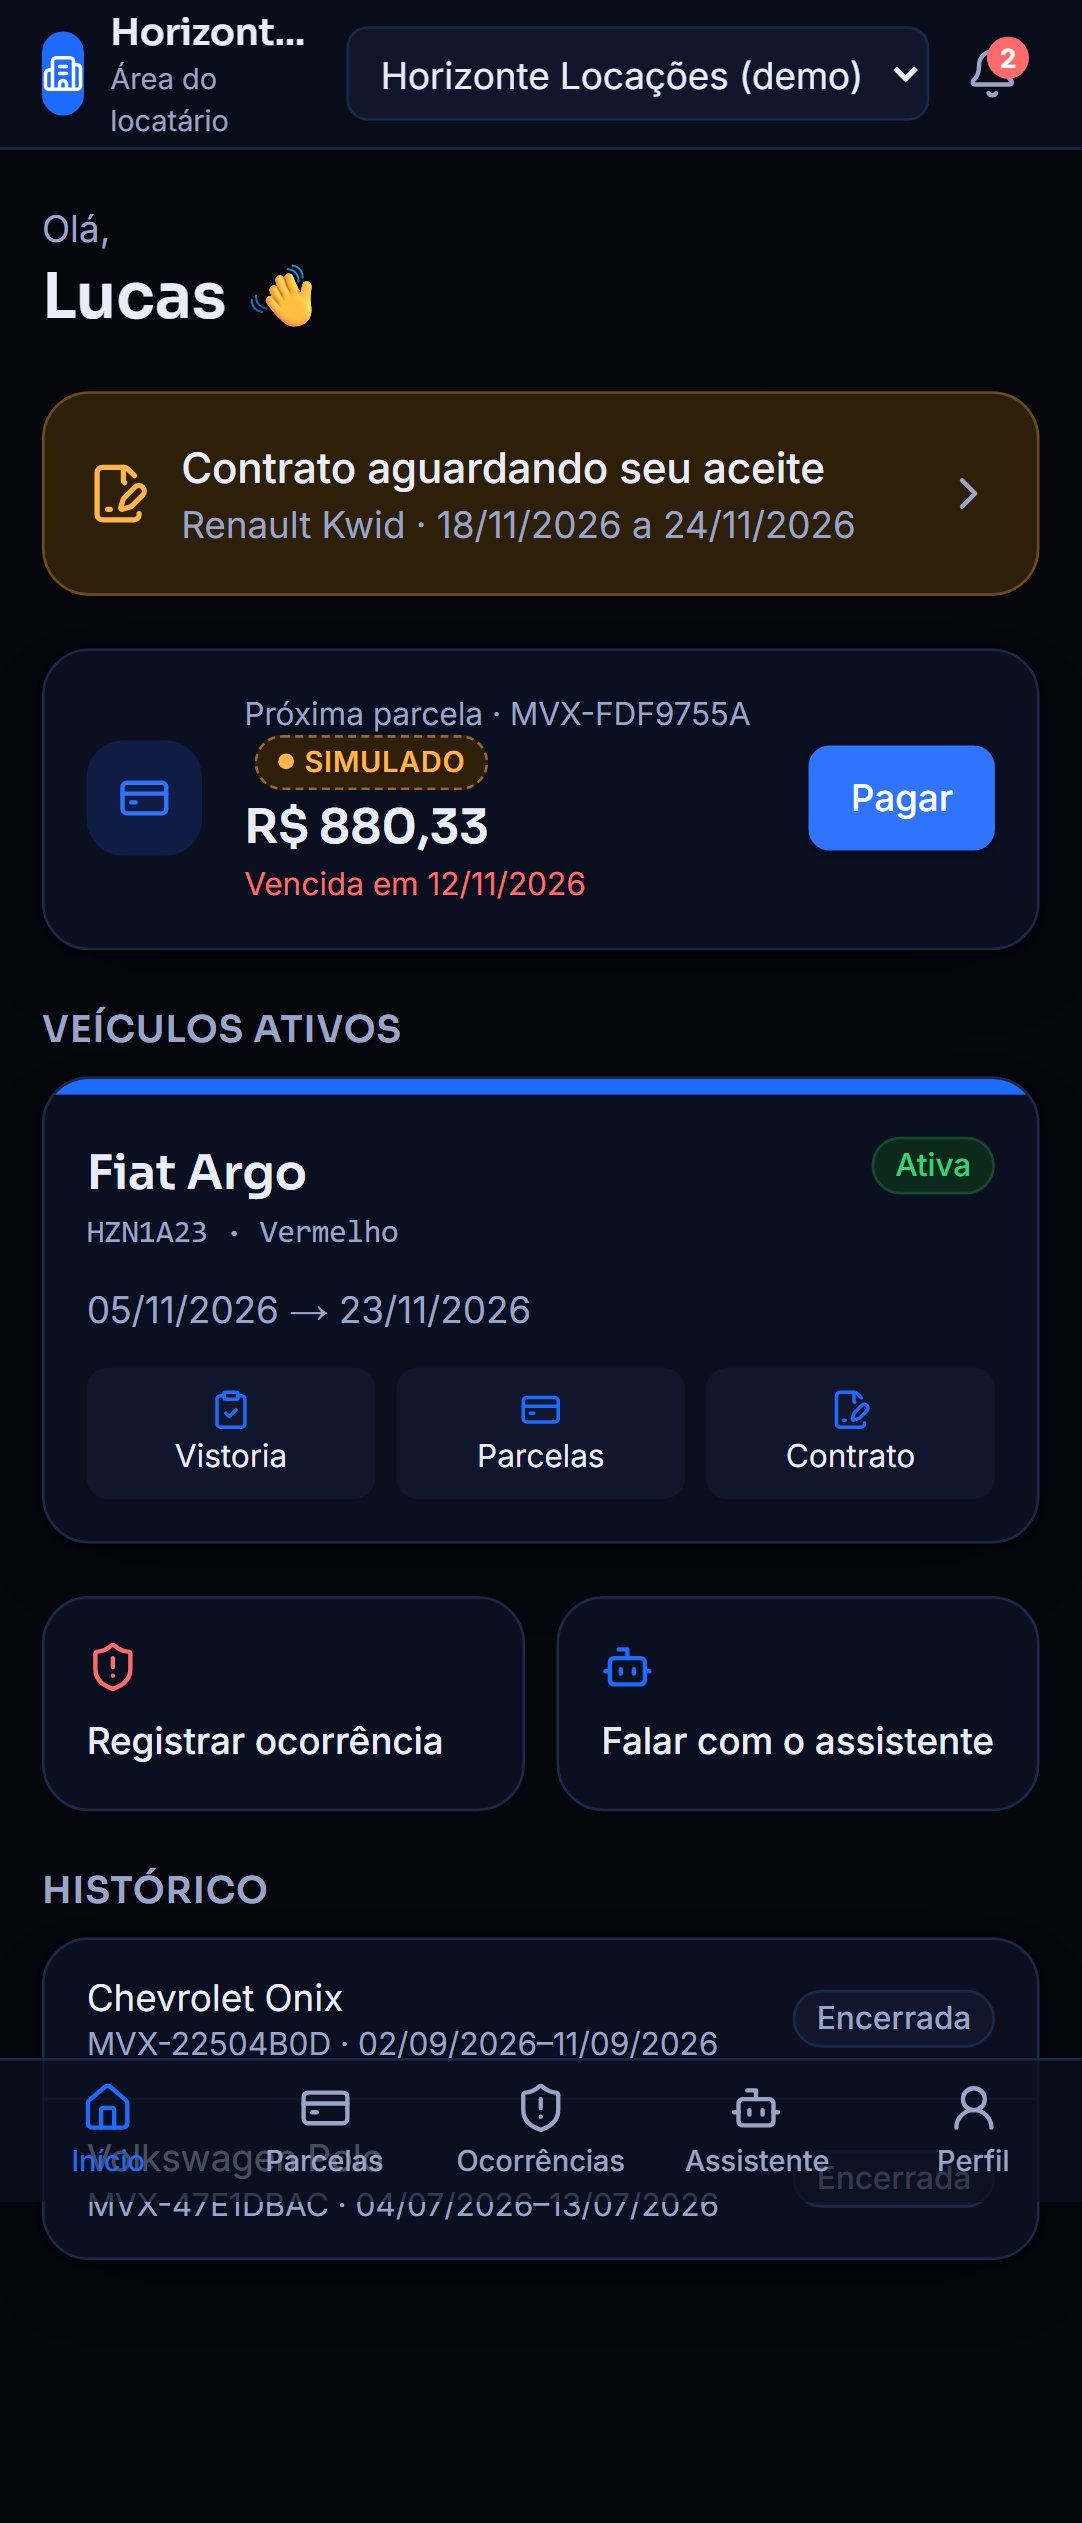 Horizont...
Área do
locatário
Horizonte Locações (demo)
2
Olá,
Lucas 👋
Contrato aguardando seu aceite
Renault Kwid · 18/11/2026 a 24/11/2026
Próxima parcela · MVX-FDF9755A
SIMULADO
R$ 880,33
Vencida em 12/11/2026
Pagar
VEÍCULOS ATIVOS
Fiat Argo
Ativa
HZN1A23 · Vermelho
05/11/2026 → 23/11/2026
Vistoria
Parcelas
Contrato
Registrar ocorrência
Falar com o assistente
HISTÓRICO
Chevrolet Onix
MVX-22504B0D · 02/09/2026–11/09/2026
Encerrada
Volkswagen Polo
Encerrada
MVX-47E1DBAC · 04/07/2026–13/07/2026
Início
Parcelas
Ocorrências
Assistente
Perfil